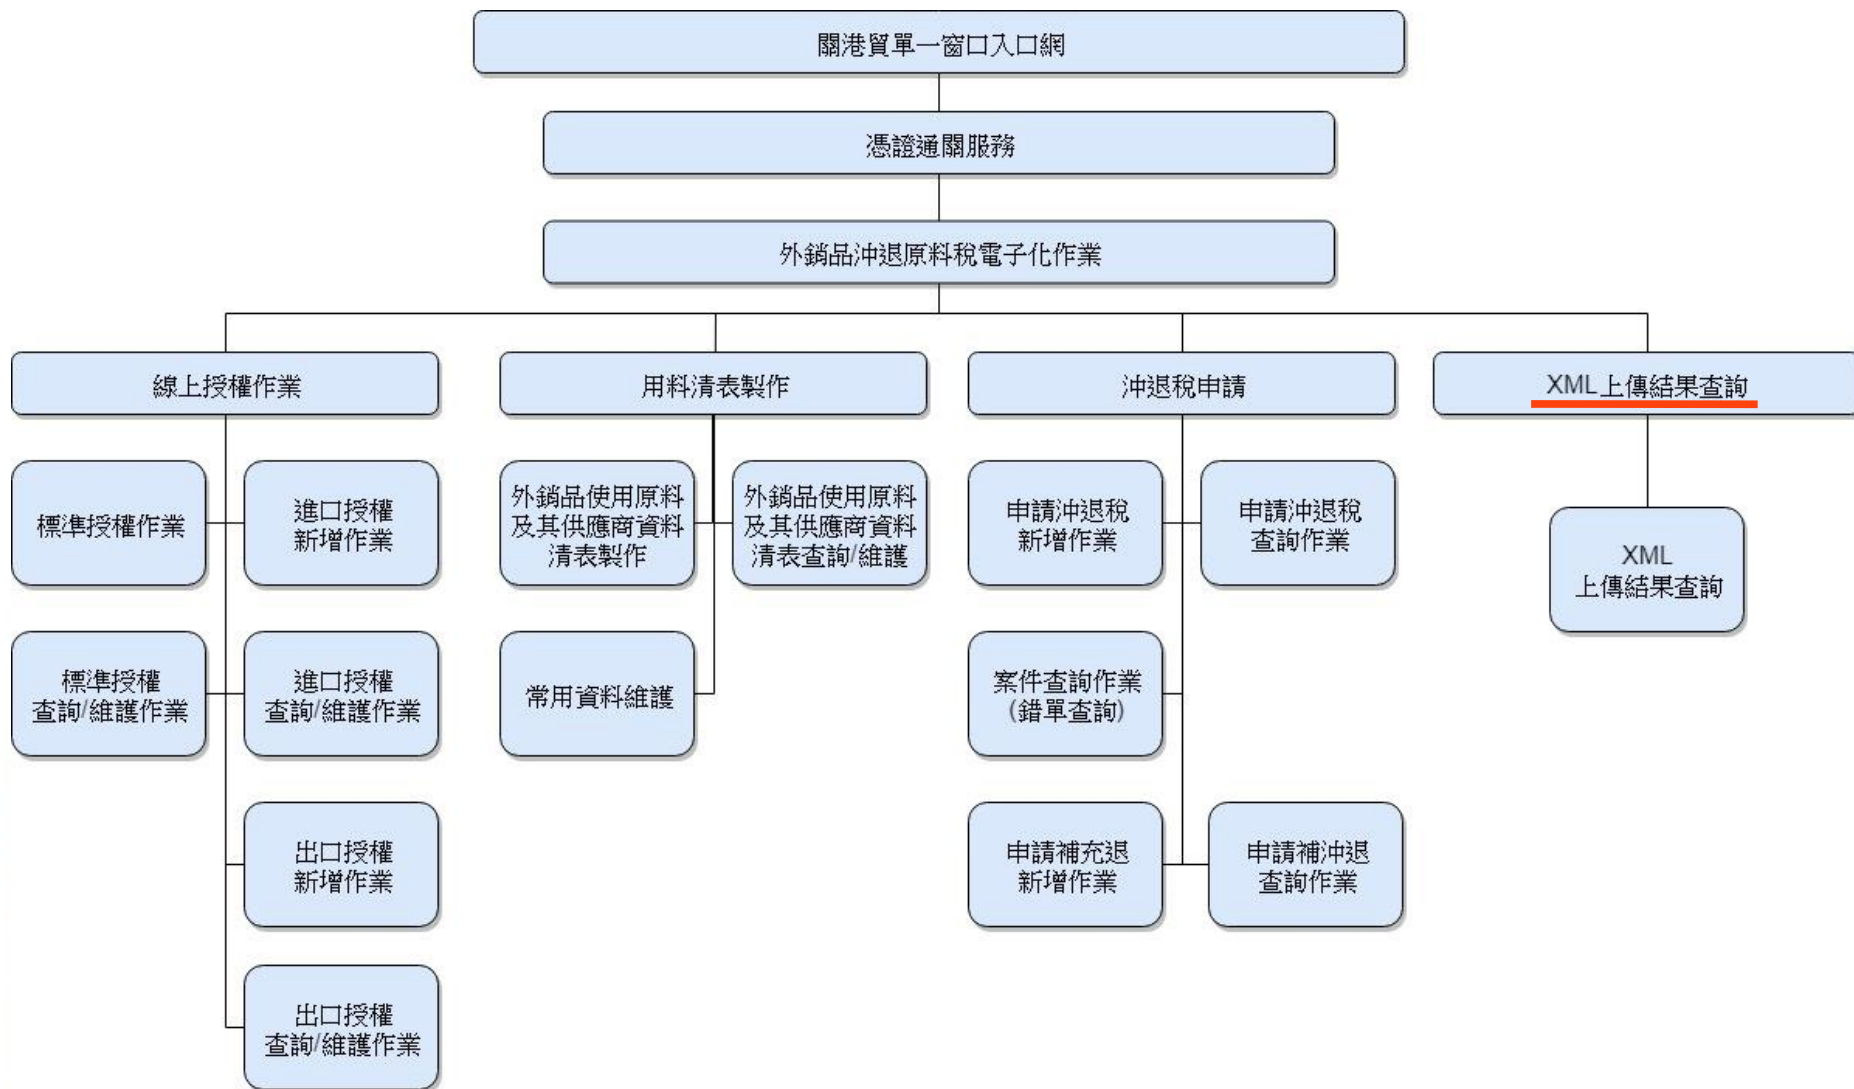 關港貿單一窗口入口網
憑證通關服務
外銷品沖退原料稅電子化作業
線上授權作業
用料清表製作
沖退稅申請
XML上傳結果查詢
標準授權作業
進口授權
新增作業
外銷品使用原料
及其供應商資料
清表製作
外銷品使用原料
及其供應商資料
清表查詢/維護
申請沖退稅
新增作業
申請沖退稅
查詢作業
XML
上傳結果查詢
標準授權
查詢/維護作業
進口授權
查詢/維護作業
常用資料維護
案件查詢作業
(錯單查詢)
出口授權
新增作業
申請補充退
新增作業
申請補沖退
查詢作業
出口授權
查詢/維護作業